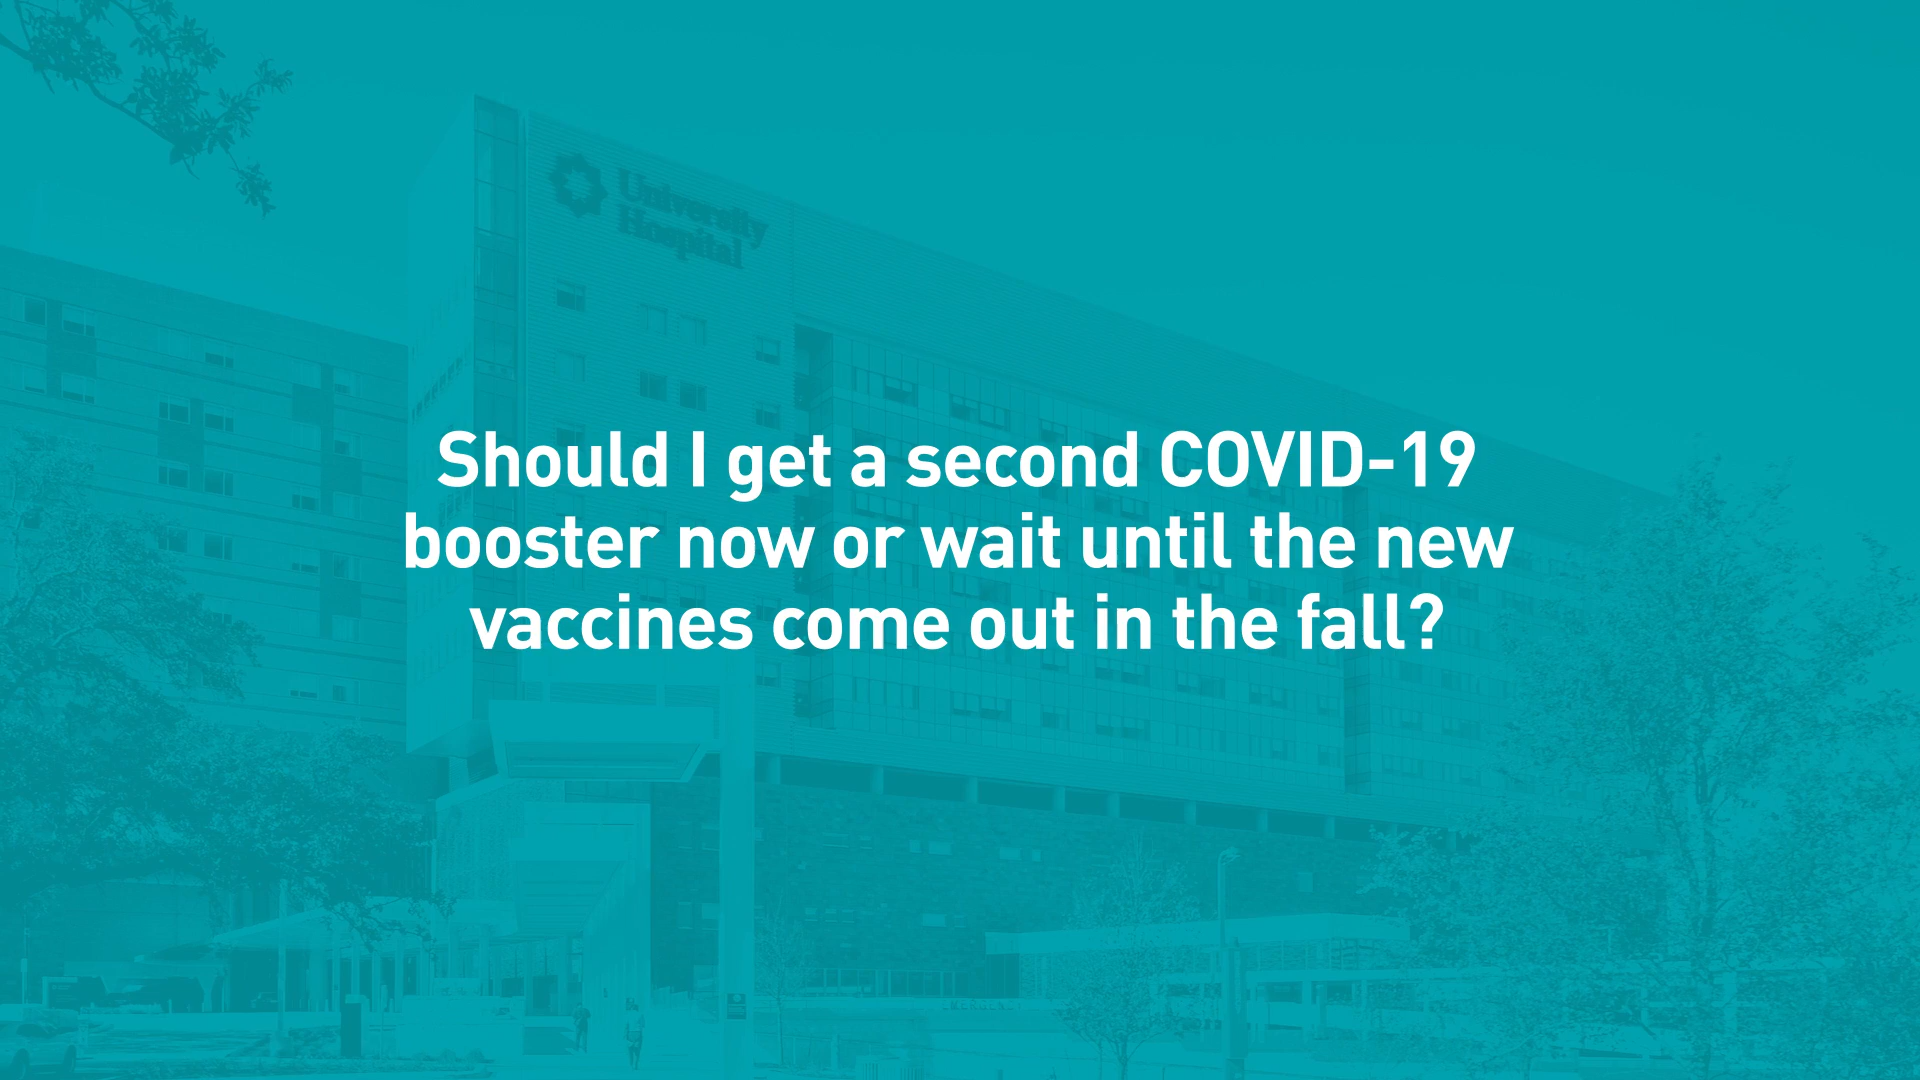 University
Hospital
Should I get a second COVID-19
booster now or wait until the new
vaccines come out in the fall?